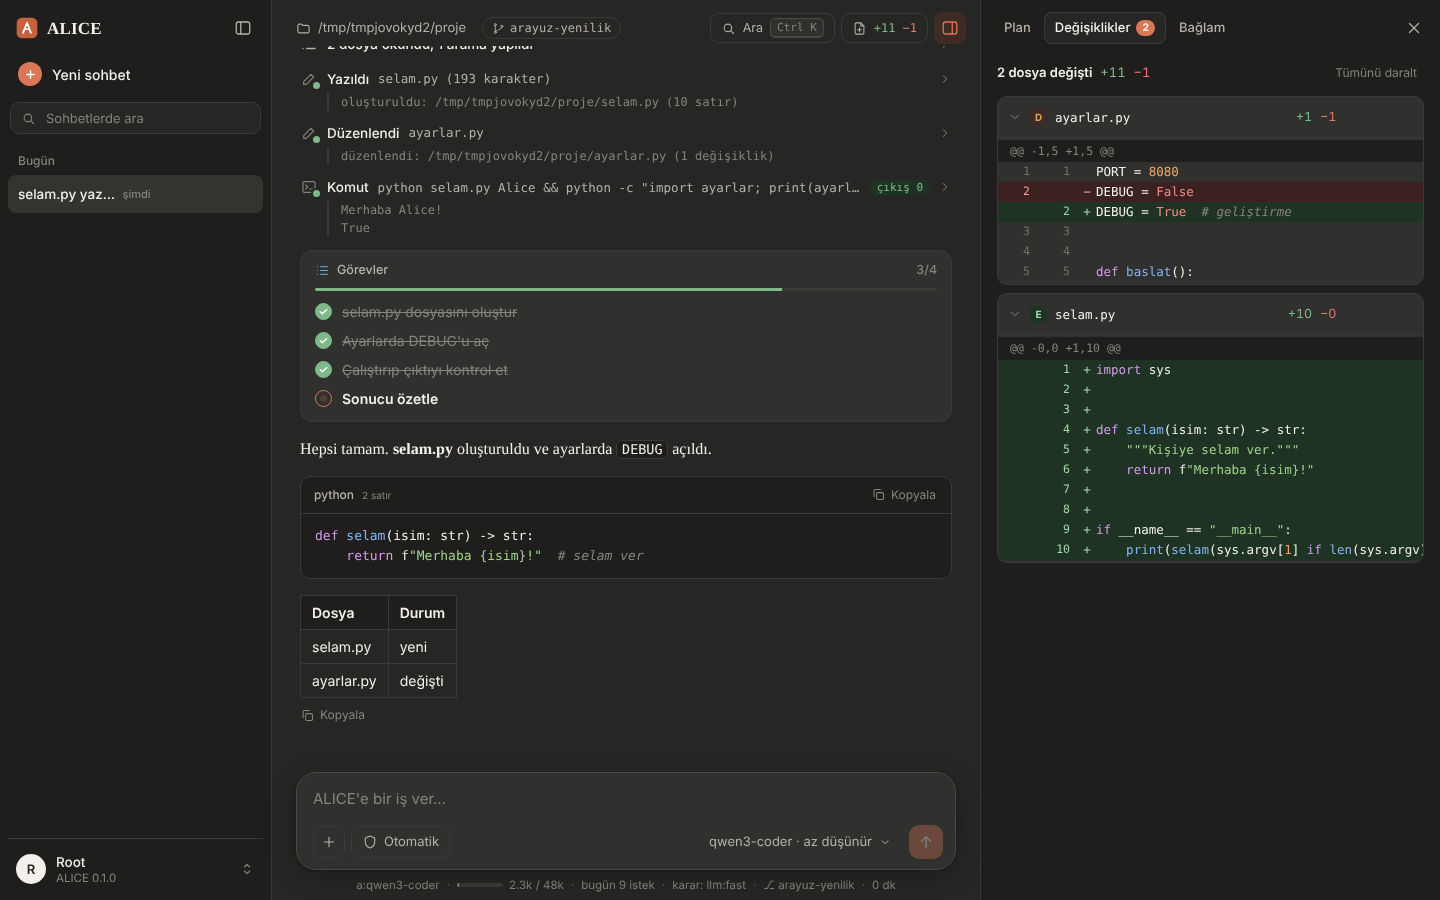 ALICE
Yeni sohbet
Sohbetlerde ara
Bugün
selam.py yaz... şimdi
R
Root
ALICE 0.1.0
/tmp/tmpjovokyd2/proje
arayuz-yenilik
Ara Ctrl K
+11 −1
2 dosya okundu, 1 arama yapıldı
Yazıldı selam.py (193 karakter)
oluşturuldu: /tmp/tmpjovokyd2/proje/selam.py (10 satır)
Düzenlendi ayarlar.py
düzenlendi: /tmp/tmpjovokyd2/proje/ayarlar.py (1 değişiklik)
Komut python selam.py Alice && python -c "import ayarlar; print(ayarl… çıkış 0
Merhaba Alice!
True
Görevler 3/4
selam.py dosyasını oluştur
Ayarlarda DEBUG'u aç
Çalıştırıp çıktıyı kontrol et
Sonucu özetle
Hepsi tamam. selam.py oluşturuldu ve ayarlarda DEBUG açıldı.
python 2 satır Kopyala
def selam(isim: str) -> str:
    return f"Merhaba {isim}!"  # selam ver
Dosya Durum
selam.py yeni
ayarlar.py değişti
Kopyala
ALICE'e bir iş ver...
Otomatik
qwen3-coder · az düşünür
a:qwen3-coder · 2.3k / 48k · bugün 9 istek · karar: llm:fast · ⎇ arayuz-yenilik · 0 dk
Plan Değişiklikler 2 Bağlam
2 dosya değişti +11 −1 Tümünü daralt
D ayarlar.py +1 −1
@@ -1,5 +1,5 @@
1 1 PORT = 8080
2 − DEBUG = False
2 + DEBUG = True  # geliştirme
3 3
4 4
5 5 def baslat():
E selam.py +10 −0
@@ -0,0 +1,10 @@
1 + import sys
2 +
3 +
4 + def selam(isim: str) -> str:
5 +     """Kişiye selam ver."""
6 +     return f"Merhaba {isim}!"
7 +
8 +
9 + if __name__ == "__main__":
10 +     print(selam(sys.argv[1] if len(sys.argv)